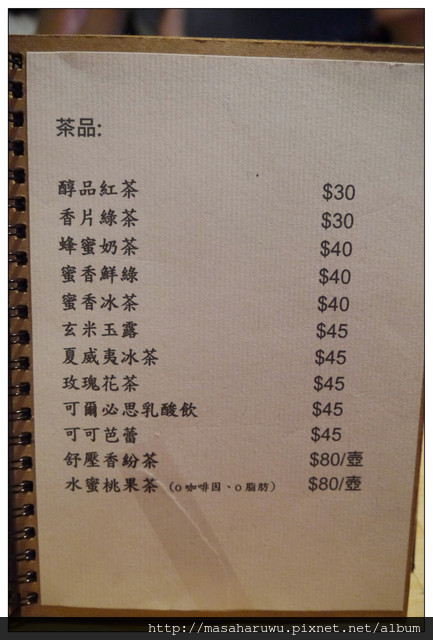 茶品:
醇品紅茶 $30
香片綠茶 $30
蜂蜜奶茶 $40
蜜香鮮綠 $40
蜜香冰茶 $40
玄米玉露 $45
夏威夷冰茶 $45
玫瑰花茶 $45
可爾必思乳酸飲 $45
可可芭蕾 $45
舒壓香紛茶 $80/壺
水蜜桃果茶 (0咖啡因、0脂肪) $80/壺
http://masaharuwu.pixnet.net/album